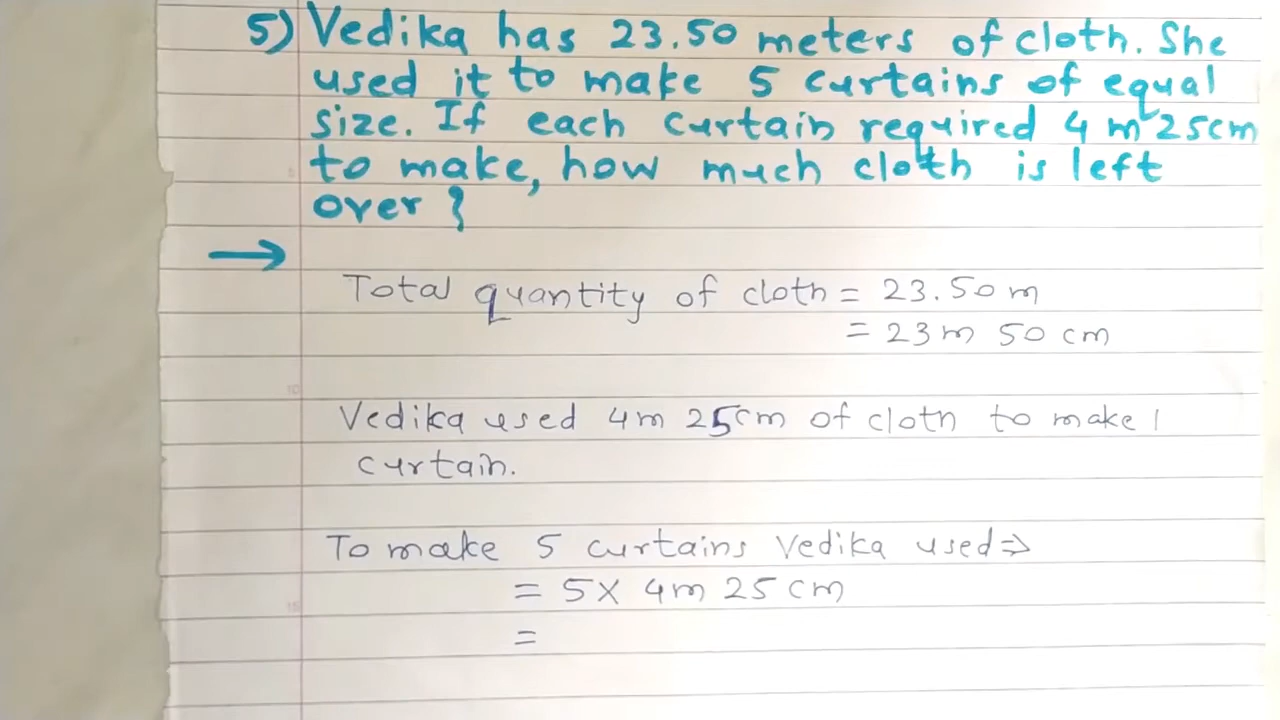 5) Vedika has 23.50 meters of cloth. She
used it to make 5 curtains of equal
size. If each curtain required 4 m 25cm
to make, how much cloth is left
over ?
→
Total quantity of cloth = 23.50 m
= 23 m 50 cm
Vedika used 4m 25cm of cloth to make 1
curtain.
To make 5 curtains Vedika used ⇒
= 5 × 4m 25 cm
=